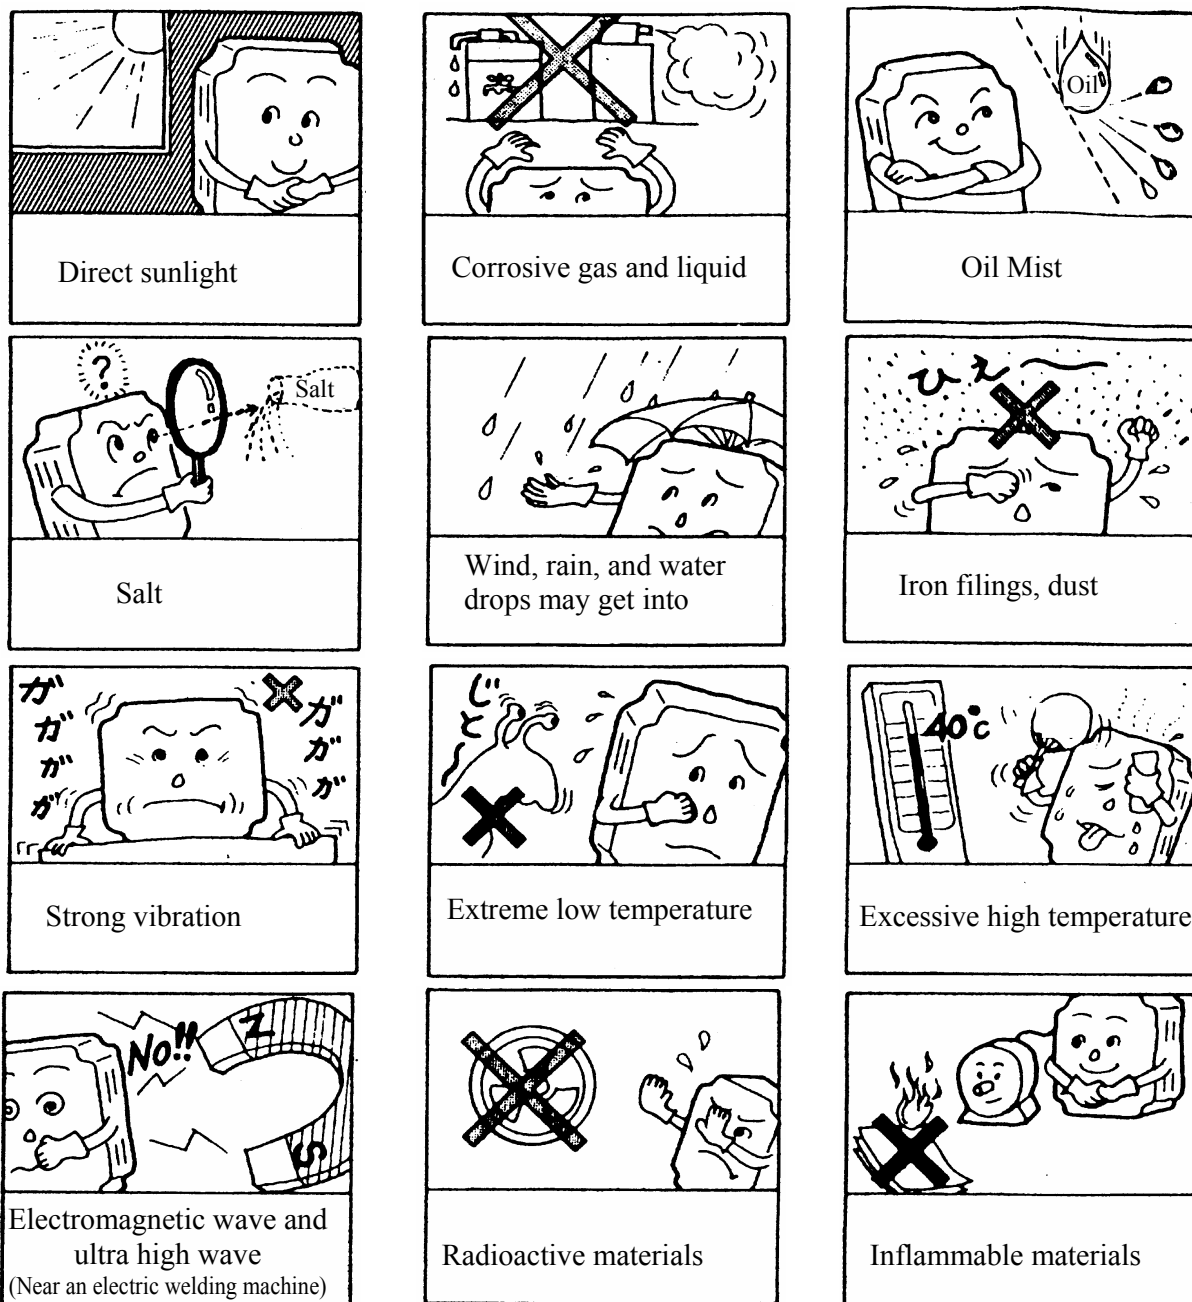 Direct sunlight
Corrosive gas and liquid
Oil
Oil Mist
?
Salt
Salt
Wind, rain, and water
drops may get into
ひえ〜
Iron filings, dust
ガ ガ ガ ガ
ガ ガ ガ
Strong vibration
じと〜
Extreme low temperature
40°C
Excessive high temperature
NO!!
N
S
Electromagnetic wave and
ultra high wave
(Near an electric welding machine)
Radioactive materials
Inflammable materials